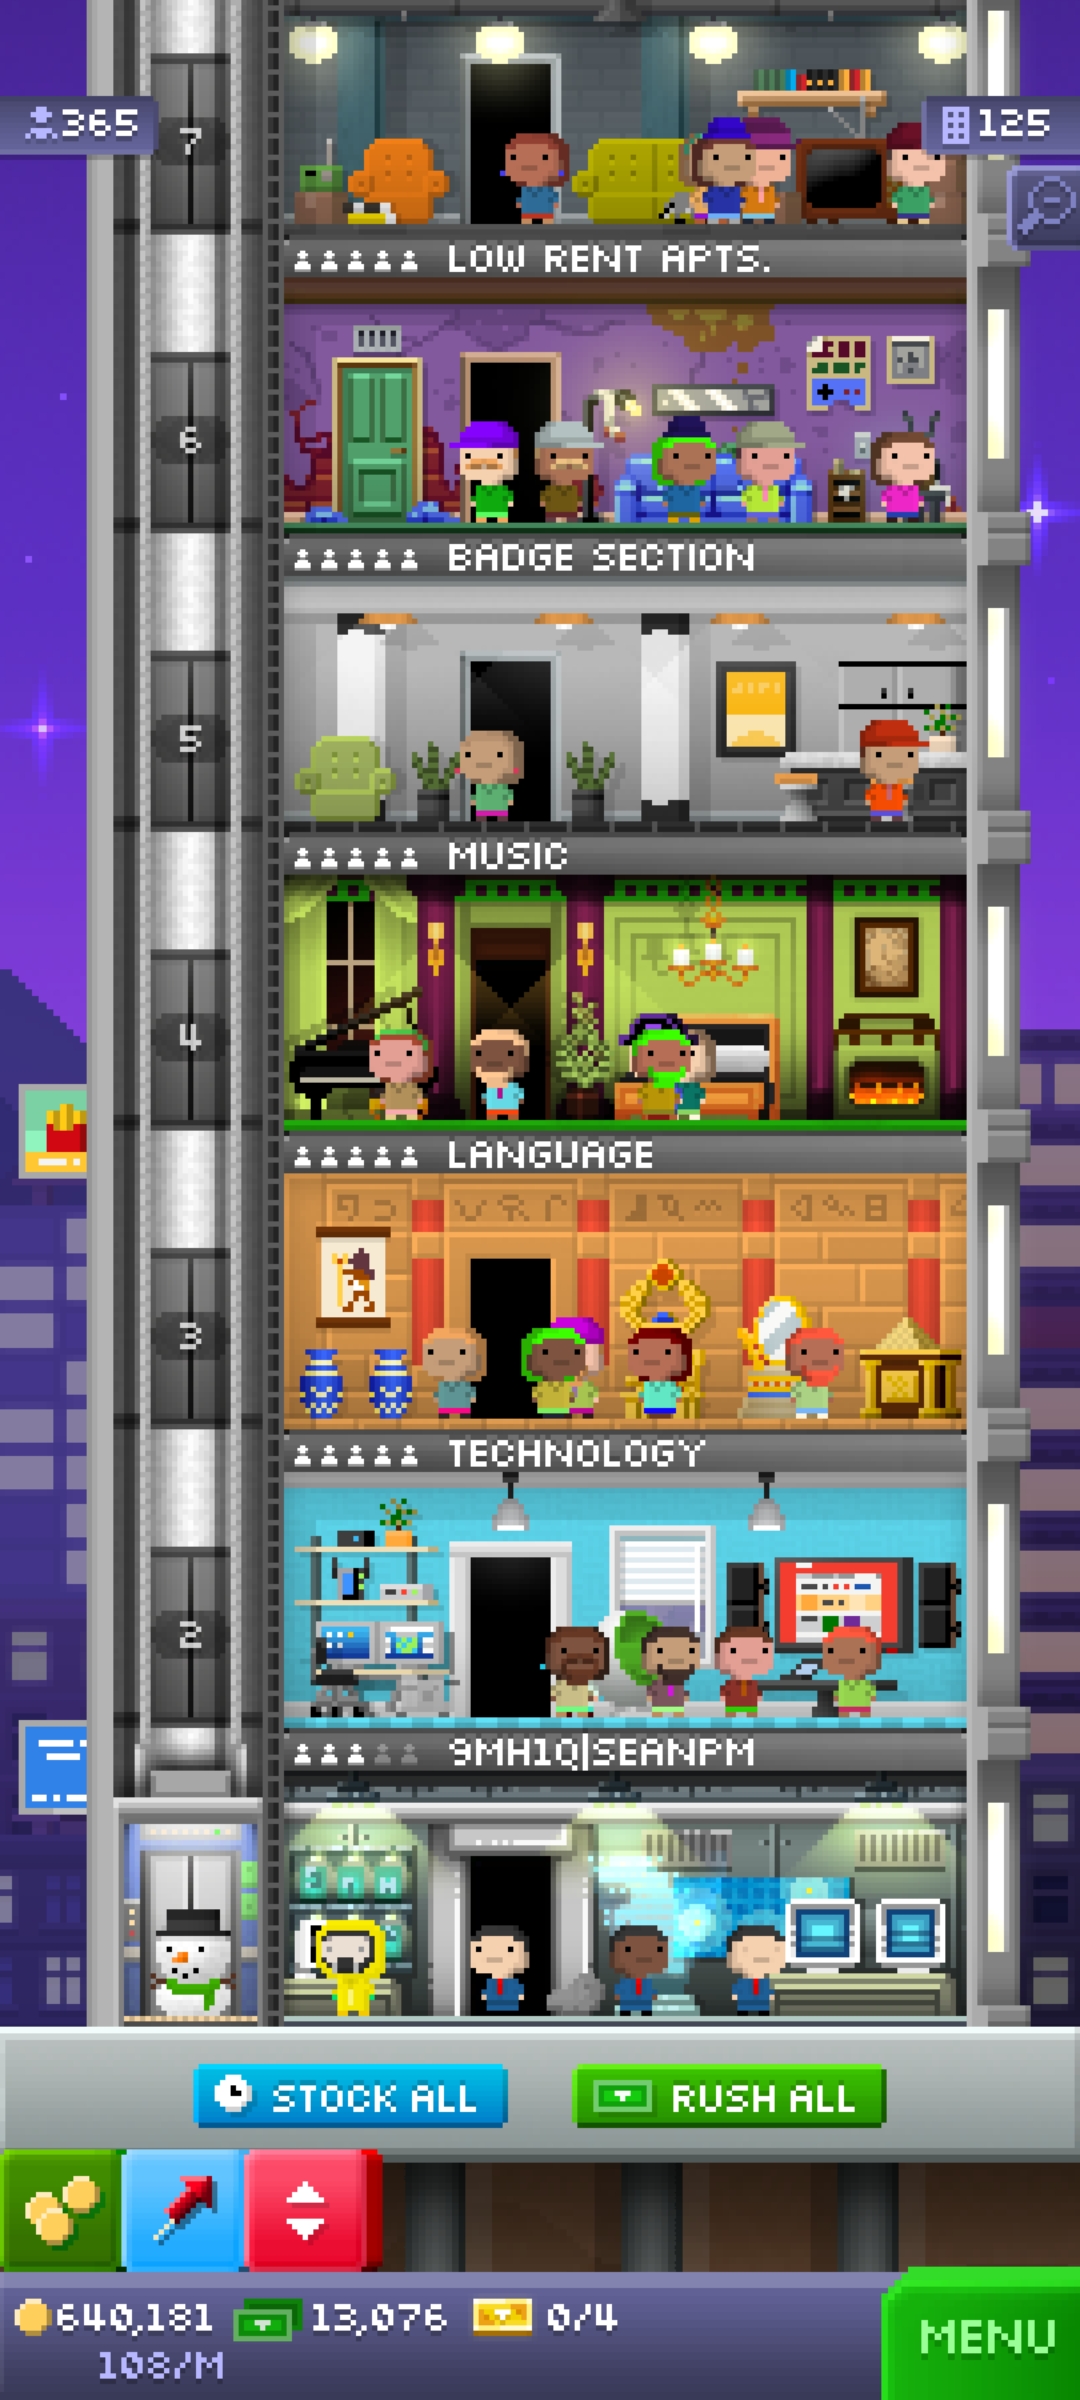 365
125
7
LOW RENT APTS.
6
BADGE SECTION
5
MUSIC
4
LANGUAGE
3
TECHNOLOGY
2
9MH1Q|SEANPM
STOCK ALL
RUSH ALL
640,181
13,076
0/4
108/M
MENU